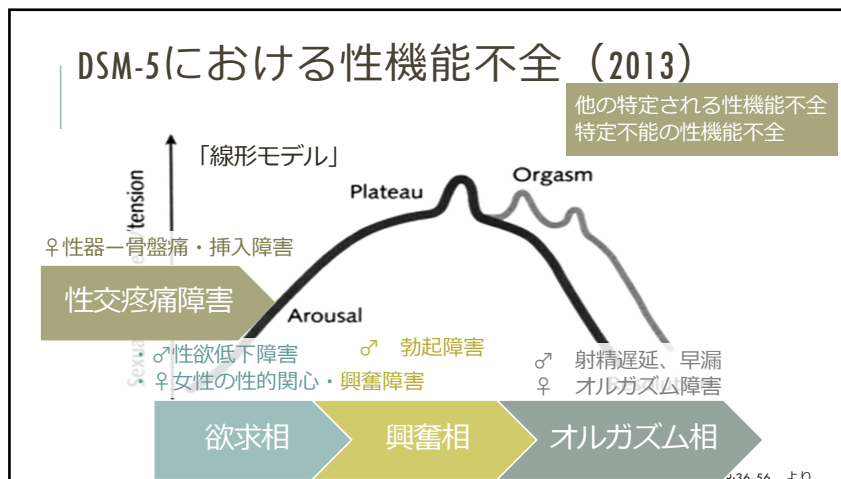 DSM-5における性機能不全（2013）
他の特定される性機能不全
特定不能の性機能不全
「線形モデル」
Plateau
Orgasm
tension
♀性器ー骨盤痛・挿入障害
性交疼痛障害
Arousal
・♂性欲低下障害
・♀女性の性的関心・興奮障害
♂ 勃起障害
♂ 射精遅延、早漏
♀ オルガズム障害
欲求相
興奮相
オルガズム相
:36-56 より